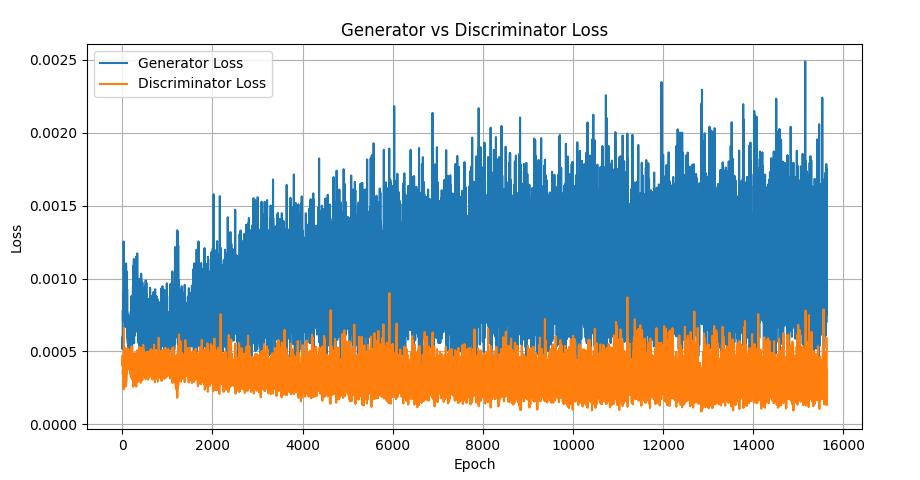 Generator vs Discriminator Loss
Generator Loss
Discriminator Loss
0.0025
0.0020
0.0015
0.0010
0.0005
0.0000
Loss
0 2000 4000 6000 8000 10000 12000 14000 16000
Epoch